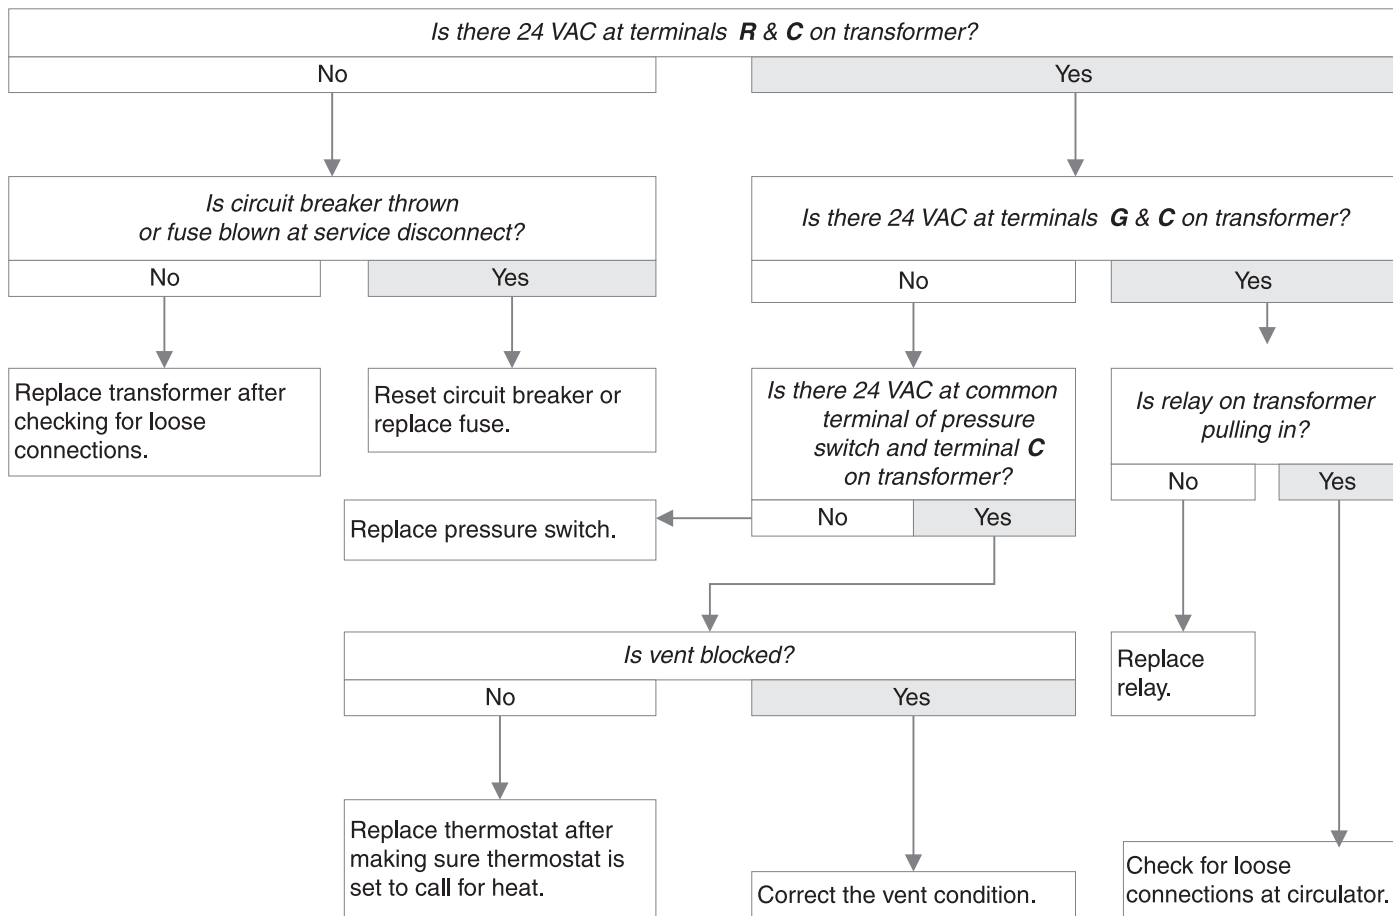 Is there 24 VAC at terminals R & C on transformer?
No
Yes
Is circuit breaker thrown
or fuse blown at service disconnect?
No
Yes
Is there 24 VAC at terminals G & C on transformer?
No
Yes
Replace transformer after
checking for loose
connections.
Reset circuit breaker or
replace fuse.
Is there 24 VAC at common
terminal of pressure
switch and terminal C
on transformer?
No
Yes
Is relay on transformer
pulling in?
No
Yes
Replace pressure switch.
Is vent blocked?
No
Yes
Replace
relay.
Replace thermostat after
making sure thermostat is
set to call for heat.
Correct the vent condition.
Check for loose
connections at circulator.